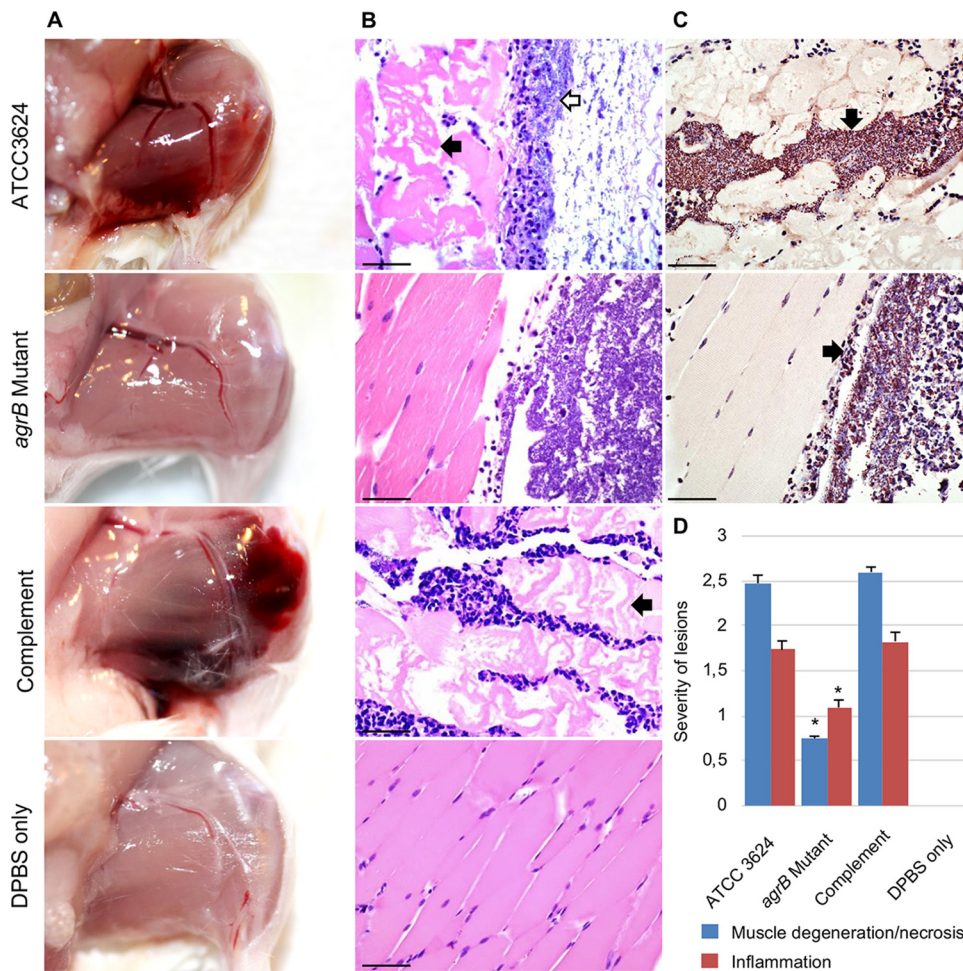 A
B
C
ATCC3624
agrB Mutant
Complement
DPBS only
D
Severity of lesions
3
2,5
2
1,5
1
0,5
0
*
*
ATCC 3624
agrB Mutant
Complement
DPBS only
Muscle degeneration/necrosis
Inflammation